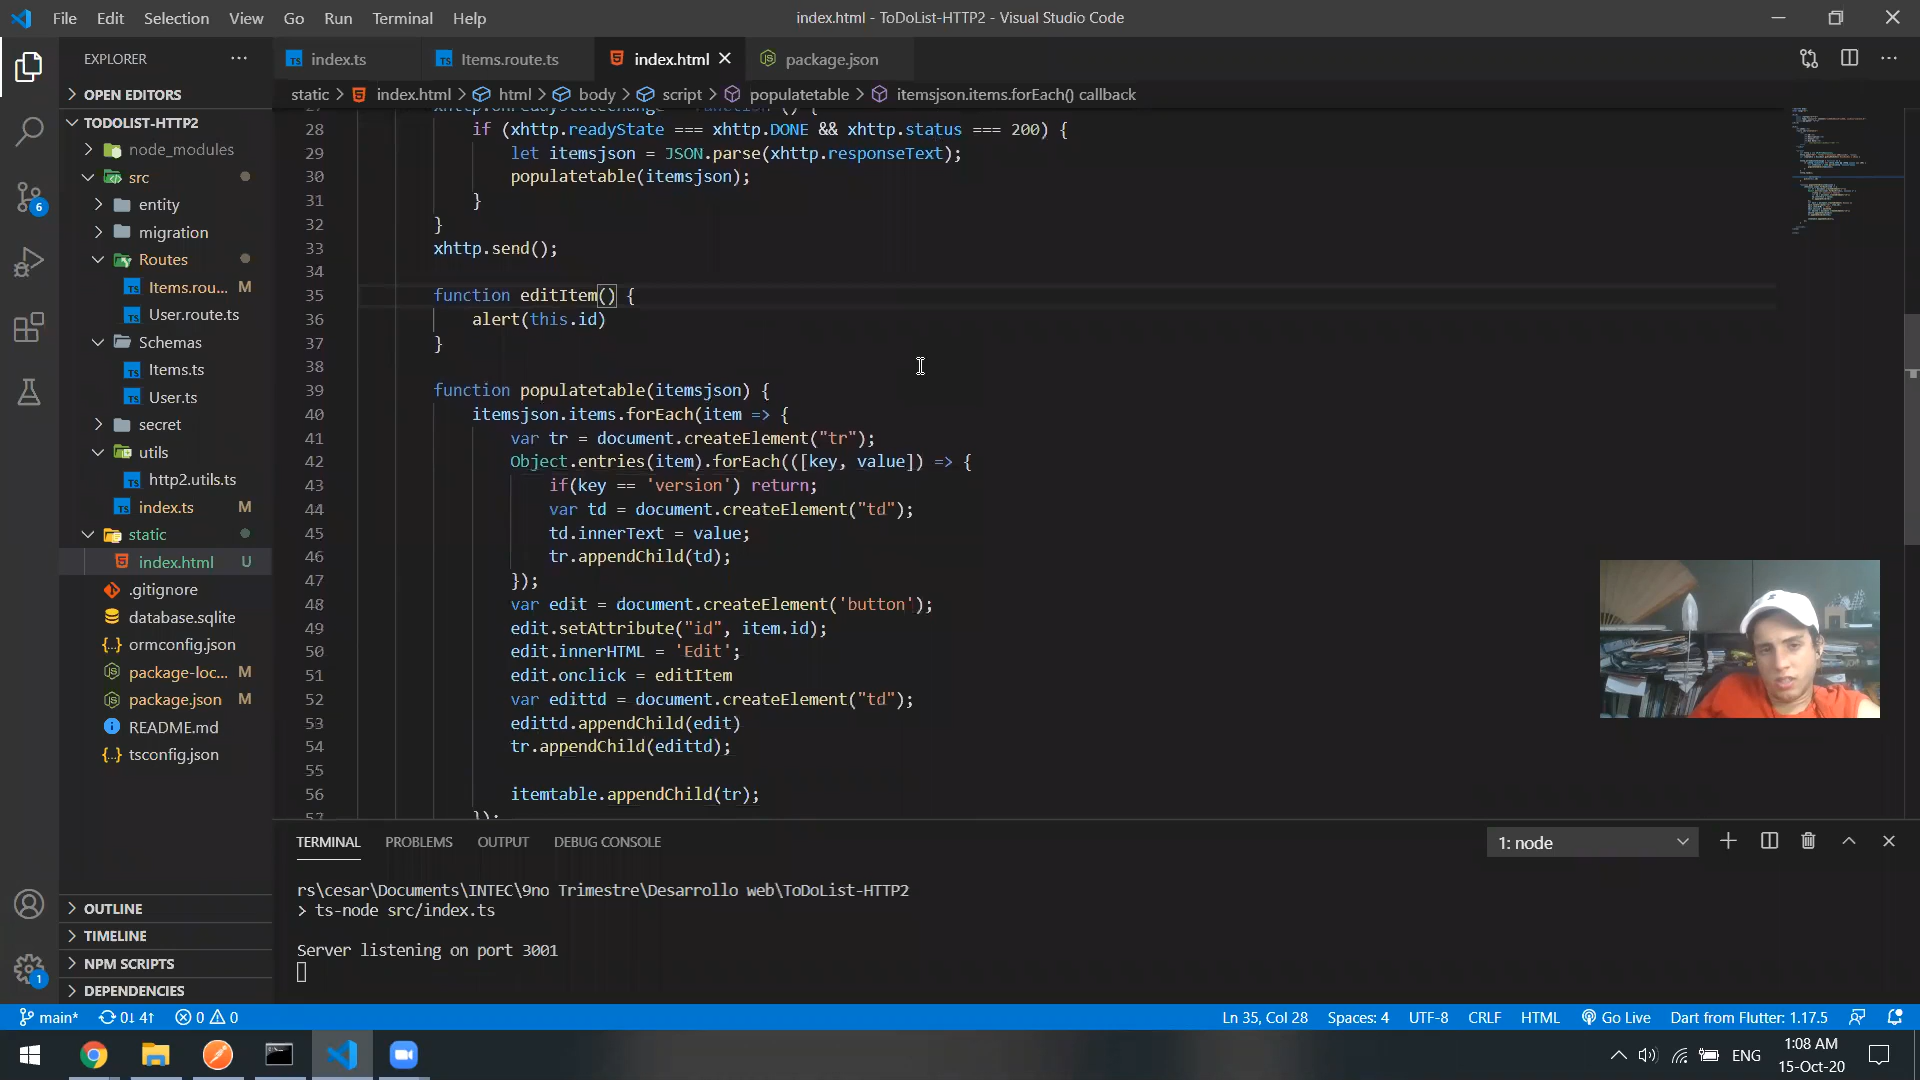 File Edit Selection View Go Run Terminal Help
index.html - ToDoList-HTTP2 - Visual Studio Code
EXPLORER
index.ts
Items.route.ts
index.html
package.json
static > index.html > html > body > script > populatetable > itemsjson.items.forEach() callback
OPEN EDITORS
TODOLIST-HTTP2
node_modules
src
entity
migration
Routes
Items.rou... M
User.route.ts
Schemas
Items.ts
User.ts
secret
utils
http2.utils.ts
index.ts M
static
index.html U
.gitignore
database.sqlite
ormconfig.json
package-loc... M
package.json M
README.md
tsconfig.json
OUTLINE
TIMELINE
NPM SCRIPTS
DEPENDENCIES
28 if (xhttp.readyState === xhttp.DONE && xhttp.status === 200) {
29 let itemsjson = JSON.parse(xhttp.responseText);
30 populatetable(itemsjson);
31 }
32 }
33 xhttp.send();
34
35 function editItem() {
36 alert(this.id)
37 }
38
39 function populatetable(itemsjson) {
40 itemsjson.items.forEach(item => {
41 var tr = document.createElement("tr");
42 Object.entries(item).forEach(([key, value]) => {
43 if(key == 'version') return;
44 var td = document.createElement("td");
45 td.innerText = value;
46 tr.appendChild(td);
47 });
48 var edit = document.createElement('button');
49 edit.setAttribute("id", item.id);
50 edit.innerHTML = 'Edit';
51 edit.onclick = editItem
52 var edittd = document.createElement("td");
53 edittd.appendChild(edit)
54 tr.appendChild(edittd);
55
56 itemtable.appendChild(tr);
57 });
TERMINAL PROBLEMS OUTPUT DEBUG CONSOLE
1: node
rs\cesar\Documents\INTEC\9no Trimestre\Desarrollo web\ToDoList-HTTP2
> ts-node src/index.ts
Server listening on port 3001
6
1
main* 0↓ 4↑ 0 0
Ln 35, Col 28 Spaces: 4 UTF-8 CRLF HTML Go Live Dart from Flutter: 1.17.5
ENG
1:08 AM
15-Oct-20